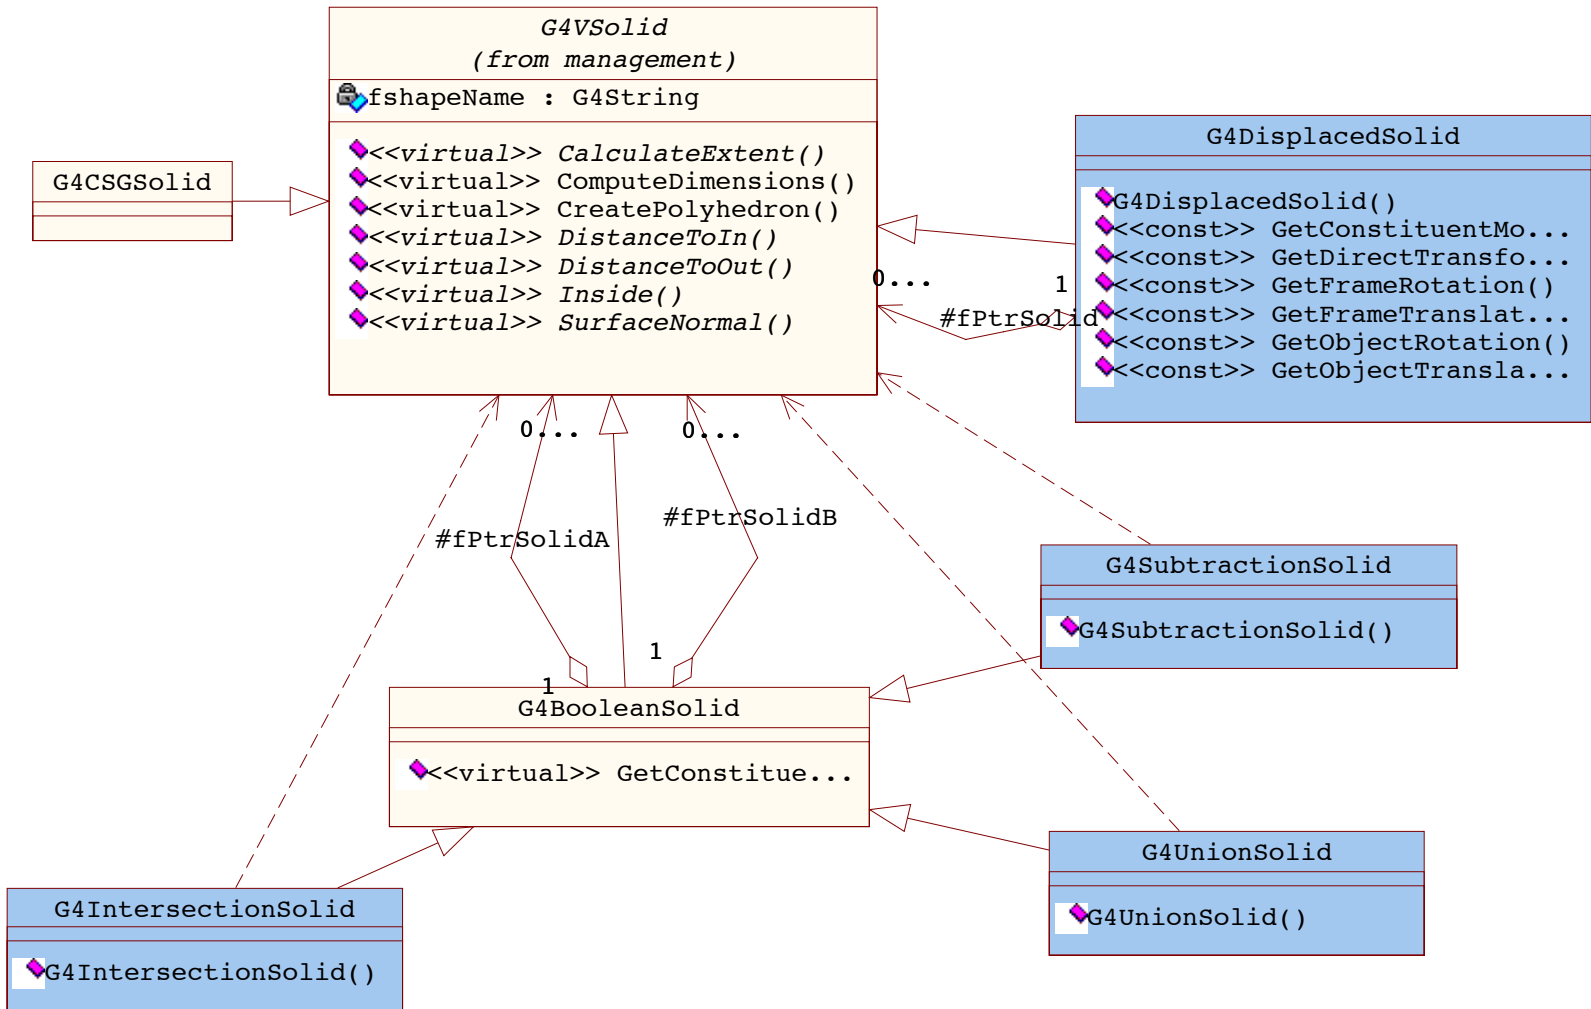 G4VSolid
(from management)
fshapeName : G4String
<<virtual>> CalculateExtent()
<<virtual>> ComputeDimensions()
<<virtual>> CreatePolyhedron()
<<virtual>> DistanceToIn()
<<virtual>> DistanceToOut()
<<virtual>> Inside()
<<virtual>> SurfaceNormal()
G4CSGSolid
G4DisplacedSolid
G4DisplacedSolid()
<<const>> GetConstituentMo...
<<const>> GetDirectTransfo...
<<const>> GetFrameRotation()
<<const>> GetFrameTranslat...
<<const>> GetObjectRotation()
<<const>> GetObjectTransla...
0...
1
#fPtrSolid
0...
0...
#fPtrSolidA
#fPtrSolidB
1
1
G4SubtractionSolid
G4SubtractionSolid()
G4BooleanSolid
<<virtual>> GetConstitue...
G4UnionSolid
G4UnionSolid()
G4IntersectionSolid
G4IntersectionSolid()